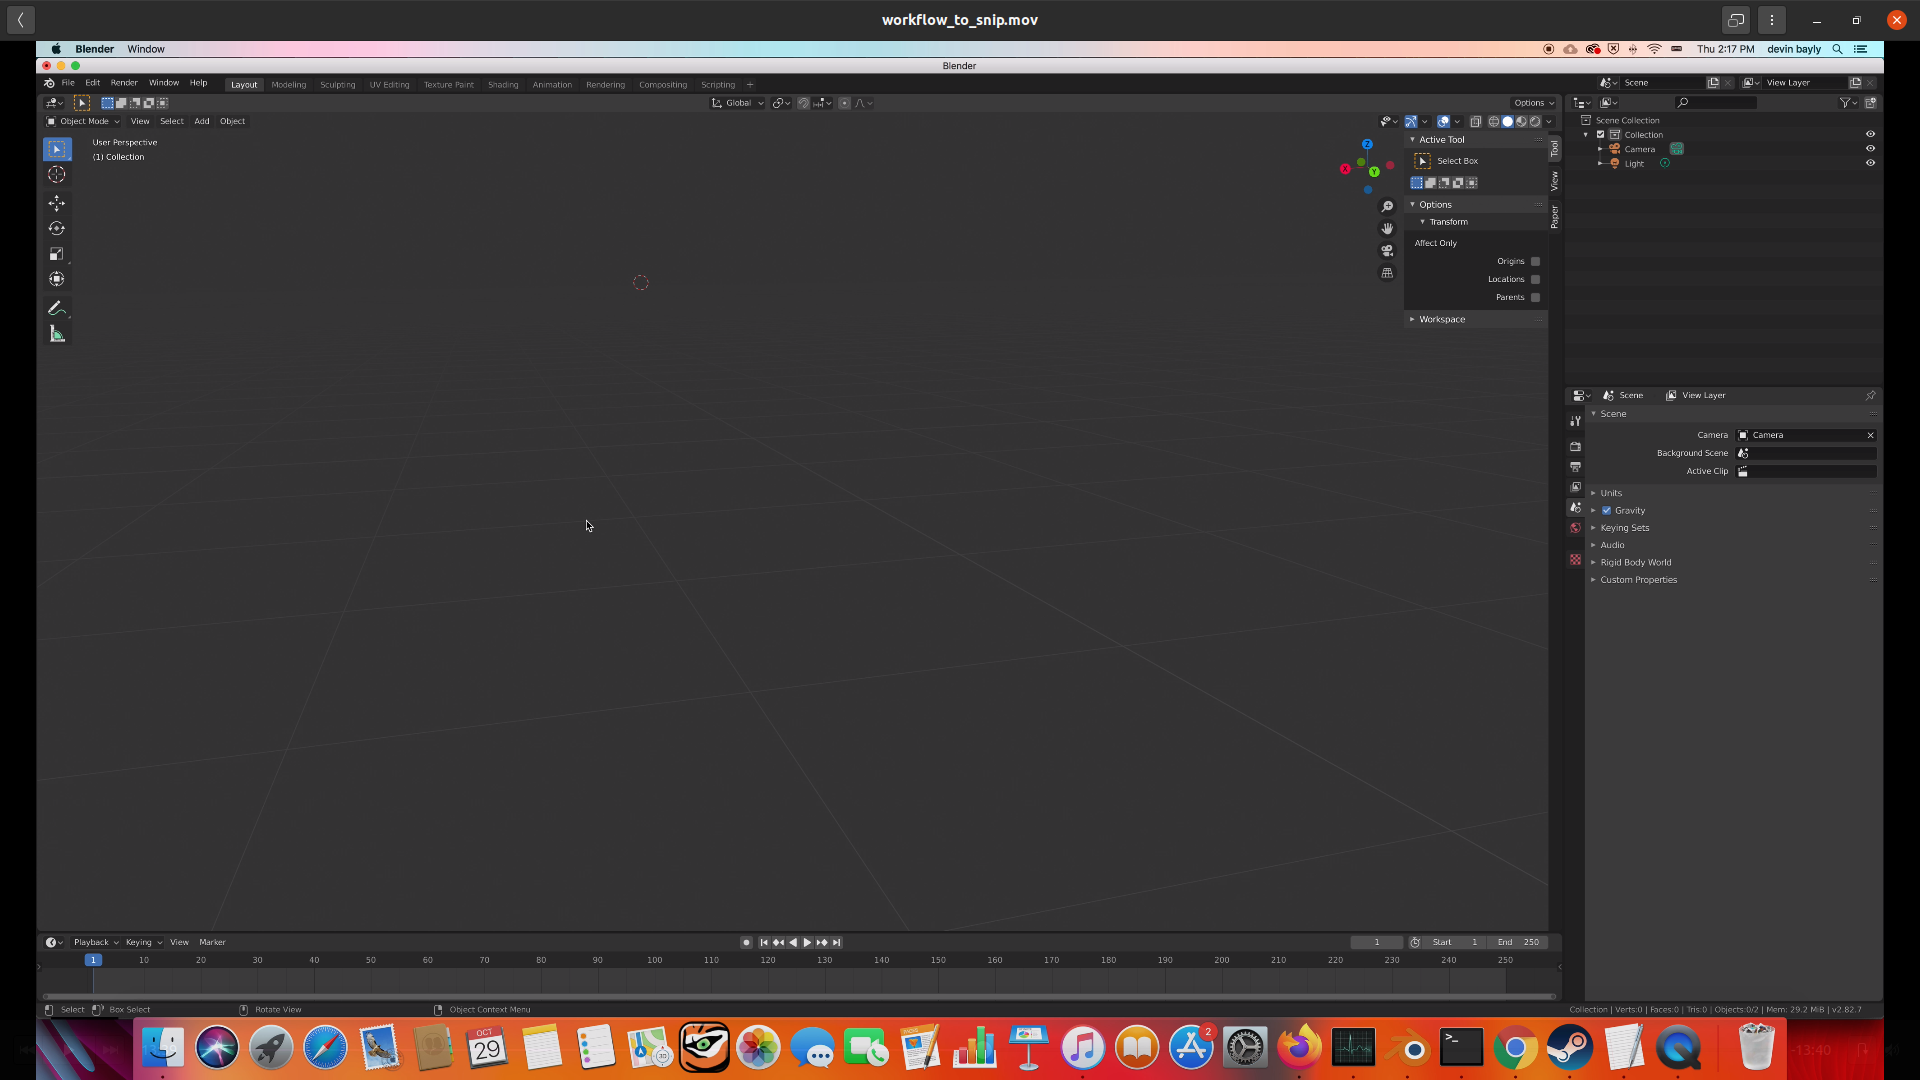 workflow_to_snip.mov
Blender Window
Thu 2:17 PM devin bayly
Blender
File Edit Render Window Help
Layout Modeling Sculpting UV Editing Texture Paint Shading Animation Rendering Compositing Scripting +
Scene View Layer
Global
Options
Object Mode View Select Add Object
User Perspective
(1) Collection
Z
X
Y
Active Tool
Select Box
Options
Transform
Affect Only
Origins
Locations
Parents
Workspace
Tool
View
Paper
Scene Collection
Collection
Camera
Light
Scene View Layer
Scene
Camera Camera
Background Scene
Active Clip
Units
Gravity
Keying Sets
Audio
Rigid Body World
Custom Properties
Playback Keying View Marker
1 Start 1 End 250
1 10 20 30 40 50 60 70 80 90 100 110 120 130 140 150 160 170 180 190 200 210 220 230 240 250
Select Box Select Rotate View Object Context Menu
Collection | Verts:0 | Faces:0 | Tris:0 | Objects:0/2 | Mem: 29.2 MiB | v2.82.7
OCT
29
2
-13:40